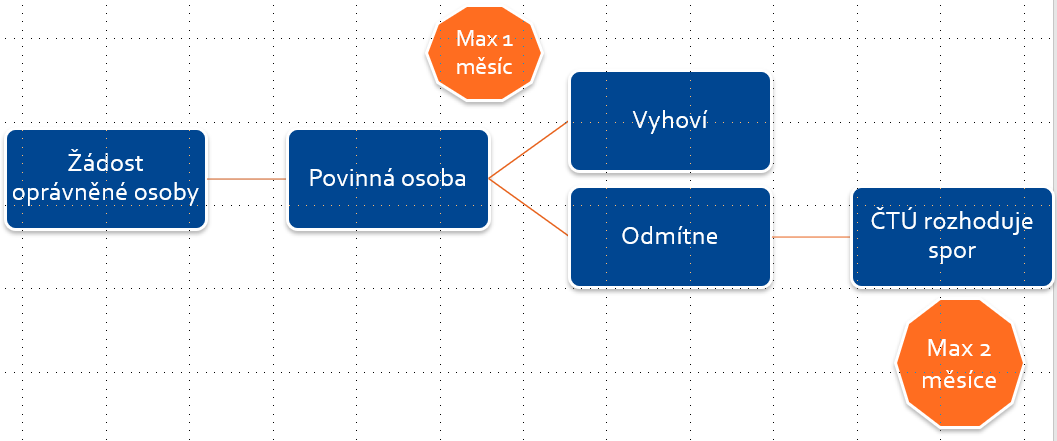 Max 1
měsíc
Žádost
oprávněné osoby
Povinná osoba
Vyhoví
Odmítne
ČTÚ rozhoduje
spor
Max 2
měsíce